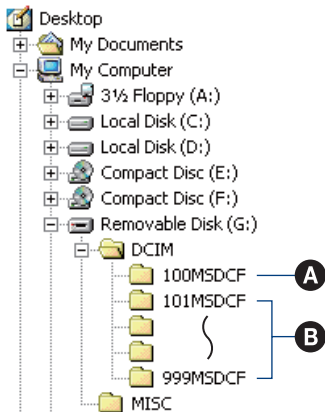 Desktop
My Documents
My Computer
3½ Floppy (A:)
Local Disk (C:)
Local Disk (D:)
Compact Disc (E:)
Compact Disc (F:)
Removable Disk (G:)
DCIM
100MSDCF A
101MSDCF
B
999MSDCF
MISC